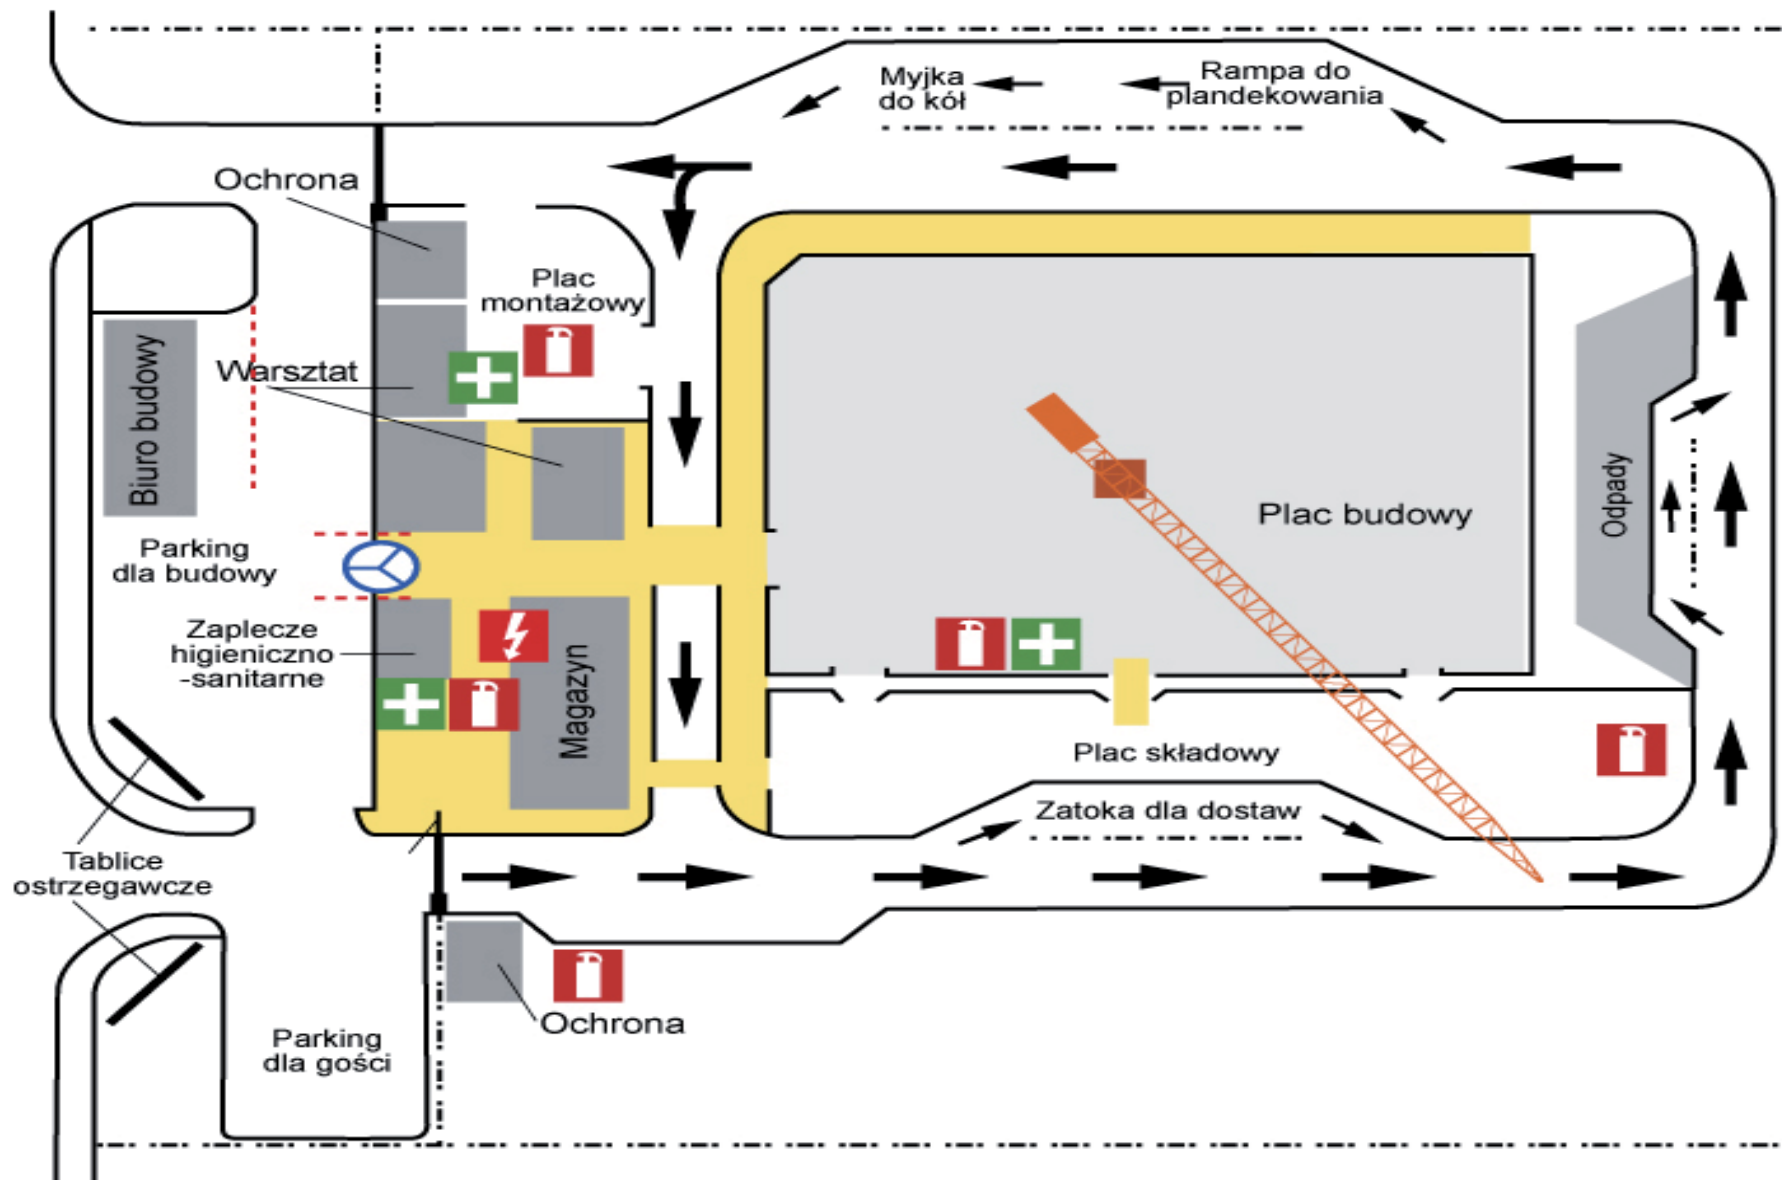 Myjka
do kół
Rampa do
plandekowania
Ochrona
Plac
montażowy
Warsztat
Biuro budowy
Plac budowy
Odpady
Parking
dla budowy
Zaplecze
higieniczno
-sanitarne
Magazyn
Plac składowy
Zatoka dla dostaw
Tablice
ostrzegawcze
Ochrona
Parking
dla gości